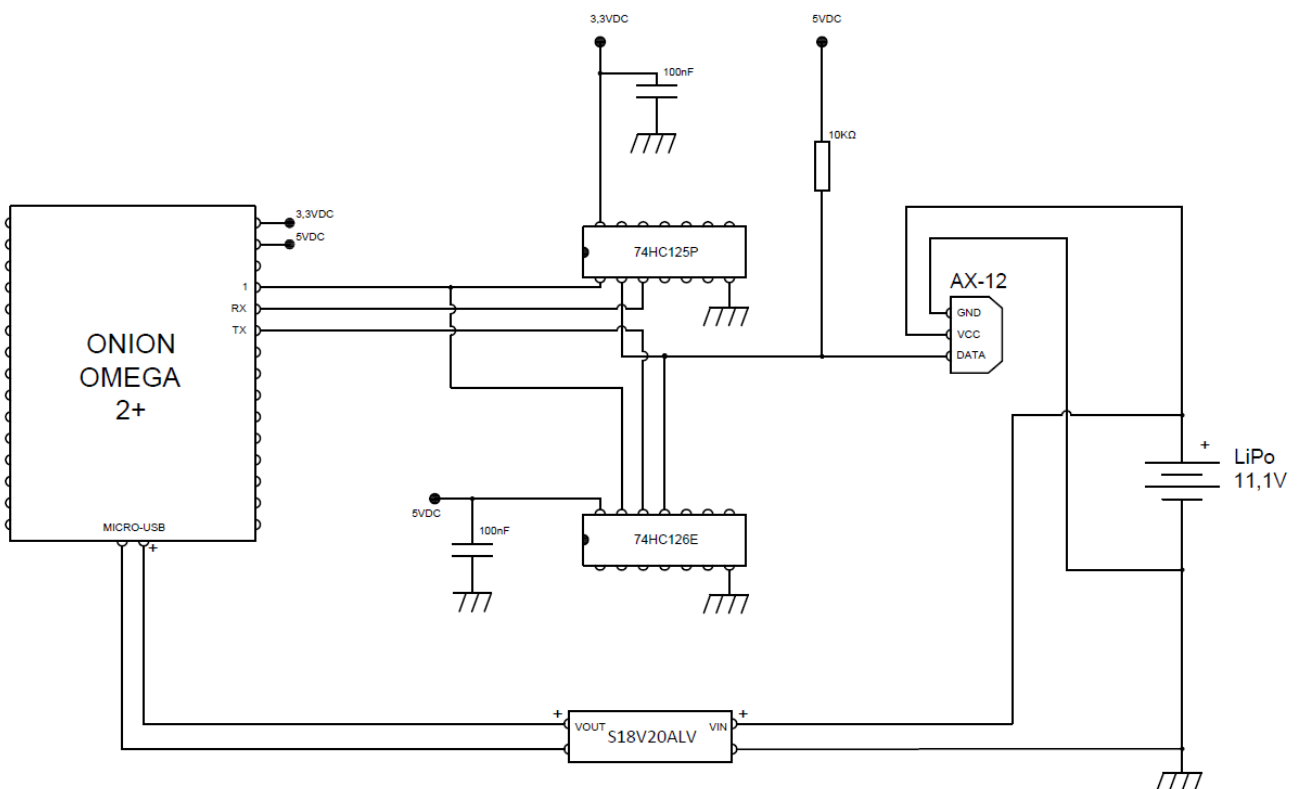 3,3VDC
5VDC
100nF
10KΩ
3,3VDC
5VDC
74HC125P
1
RX
TX
ONION
OMEGA
2+
AX-12
GND
VCC
DATA
+
LiPo
11,1V
5VDC
100nF
74HC126E
MICRO-USB
+
+
VOUT
S18V20ALV
VIN
+